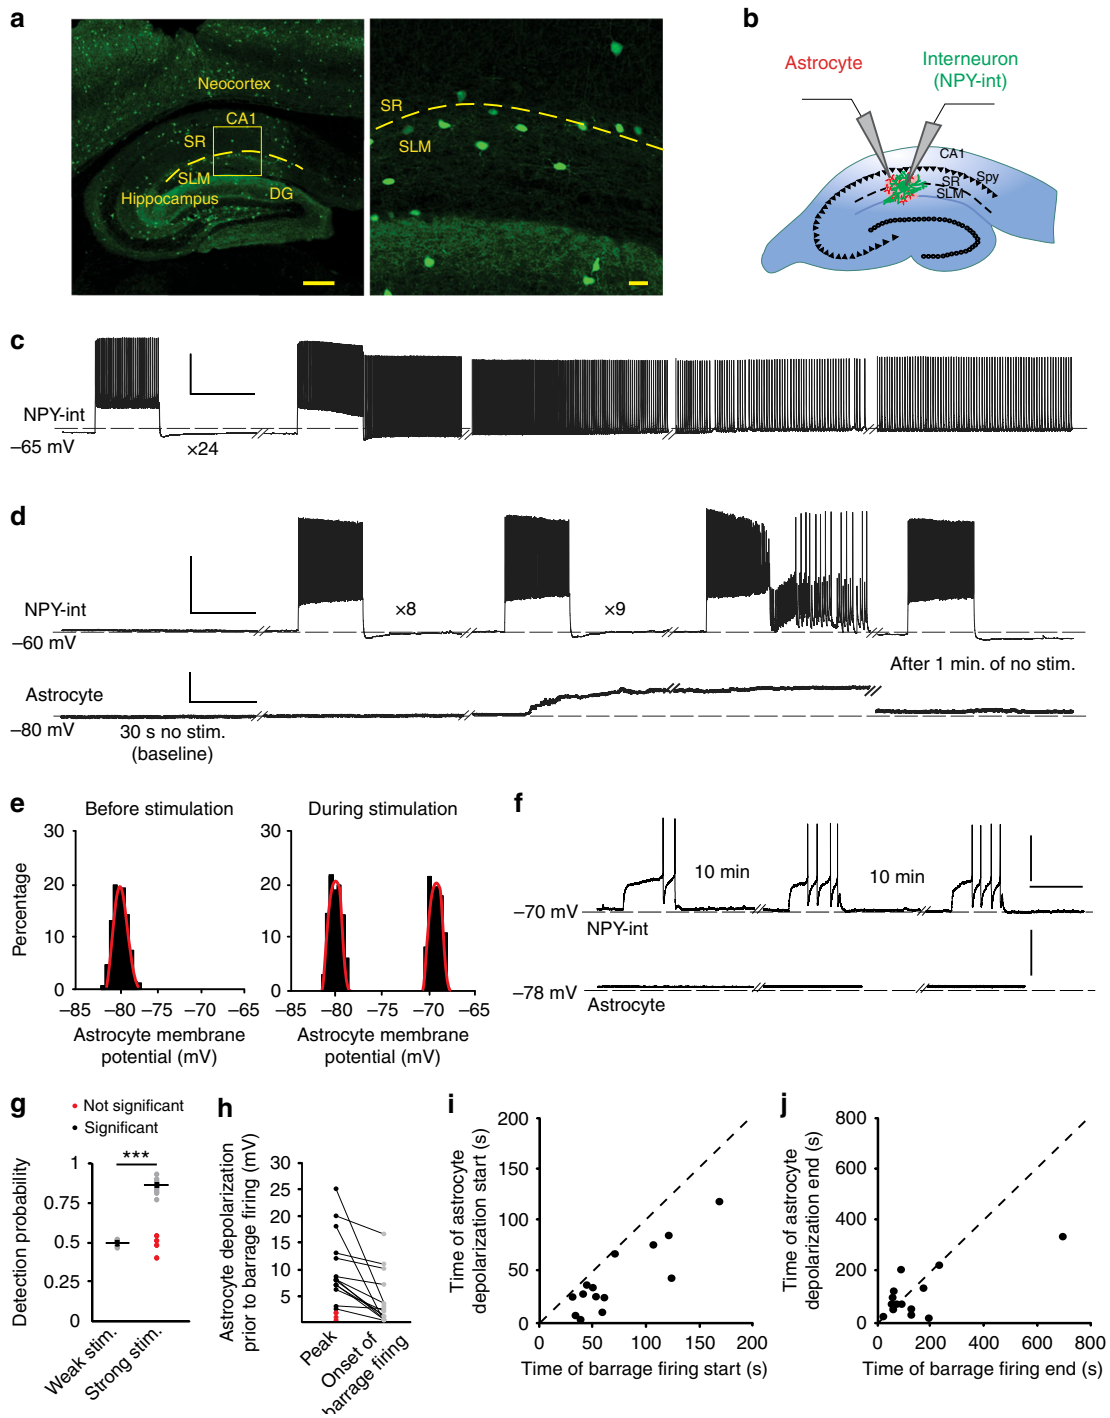 a
Neocortex
CA1
SR
SLM
Hippocampus
DG
SR
SLM
b
Astrocyte
Interneuron
(NPY-int)
CA1
Spy
SR
SLM
c
NPY-int
–65 mV
×24
d
NPY-int
–60 mV
×8
×9
After 1 min. of no stim.
Astrocyte
–80 mV
30 s no stim.
(baseline)
e
Before stimulation
During stimulation
Percentage
30
20
10
0
–85
–80
–75
–70
–65
Astrocyte membrane
potential (mV)
30
20
10
0
–85
–80
–75
–70
–65
Astrocyte membrane
potential (mV)
f
10 min
10 min
–70 mV
NPY-int
–78 mV
Astrocyte
g
Not significant
Significant
***
Detection probability
1
0.75
0.5
0.25
0
Weak stim.
Strong stim.
h
Astrocyte depolarization
prior to barrage firing (mV)
30
25
20
15
10
5
Peak
Onset of
barrage firing
i
Time of astrocyte
depolarization start (s)
200
150
100
50
0
0
50
100
150
200
Time of barrage firing start (s)
j
Time of astrocyte
depolarization end (s)
800
600
400
200
0
0
200
400
600
800
Time of barrage firing end (s)